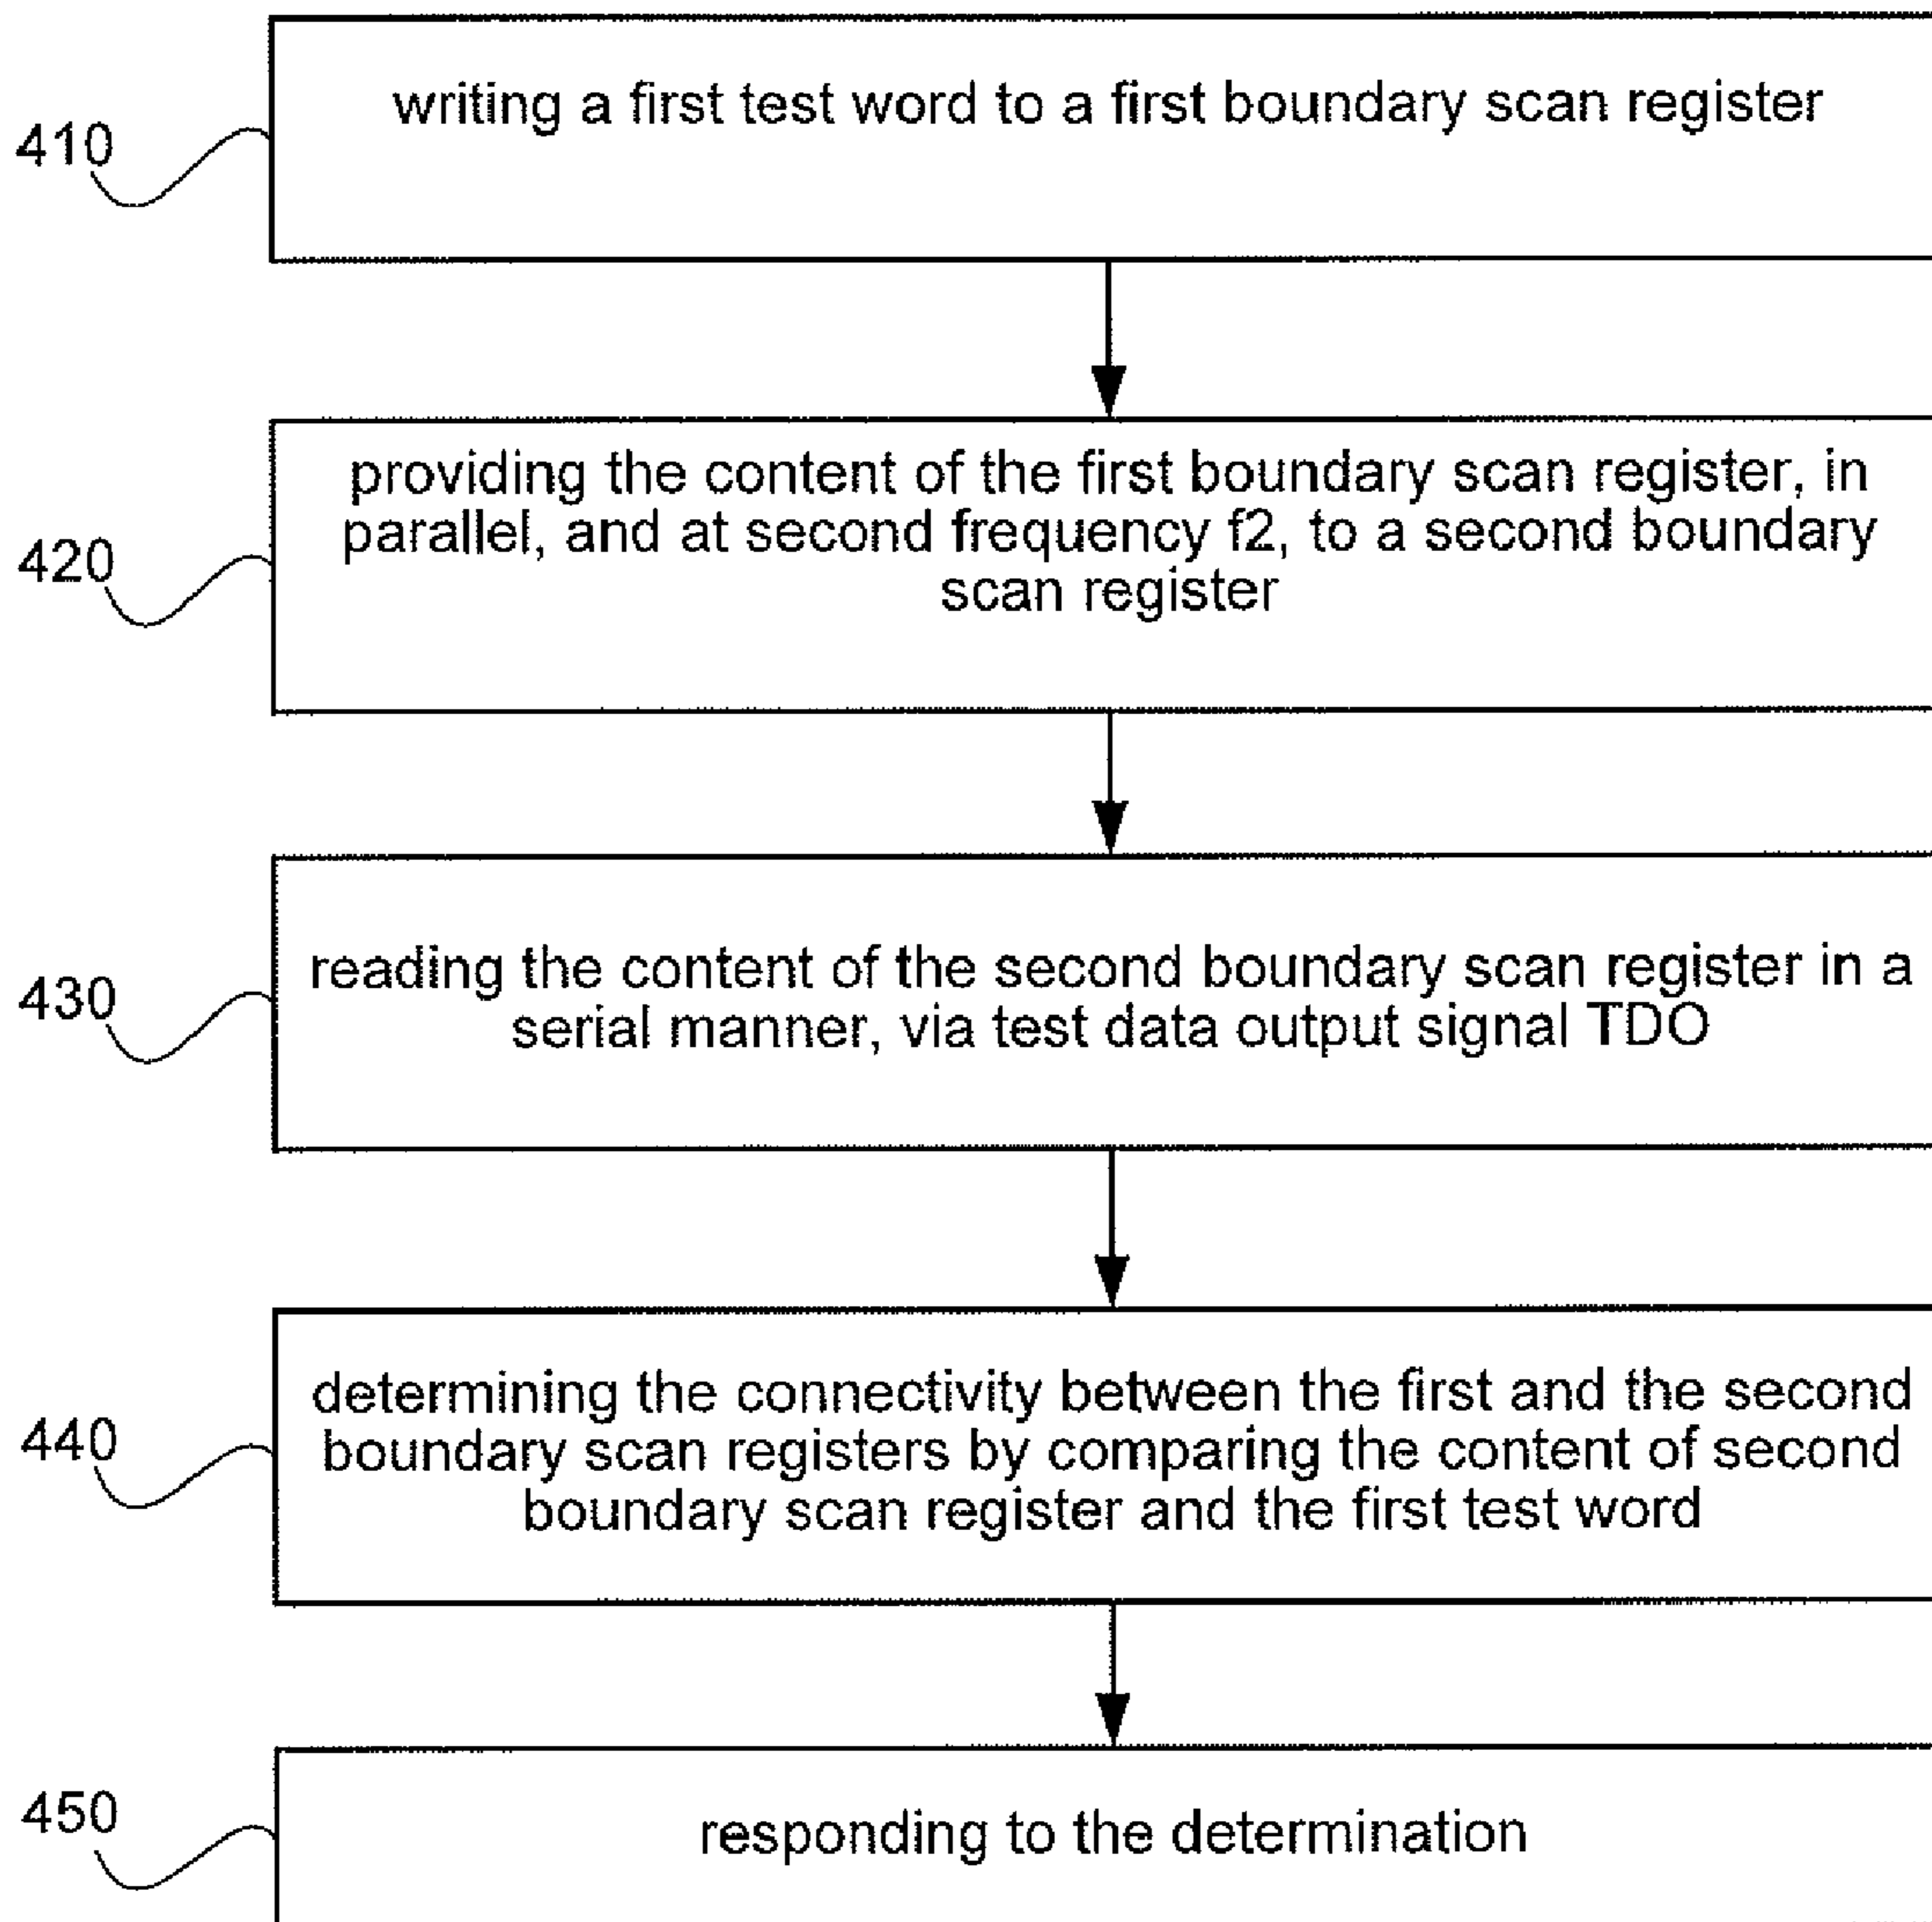 410
writing a first test word to a first boundary scan register
420
providing the content of the first boundary scan register, in
parallel, and at second frequency f2, to a second boundary
scan register
430
reading the content of the second boundary scan register in a
serial manner, via test data output signal TDO
440
determining the connectivity between the first and the second
boundary scan registers by comparing the content of second
boundary scan register and the first test word
450
responding to the determination